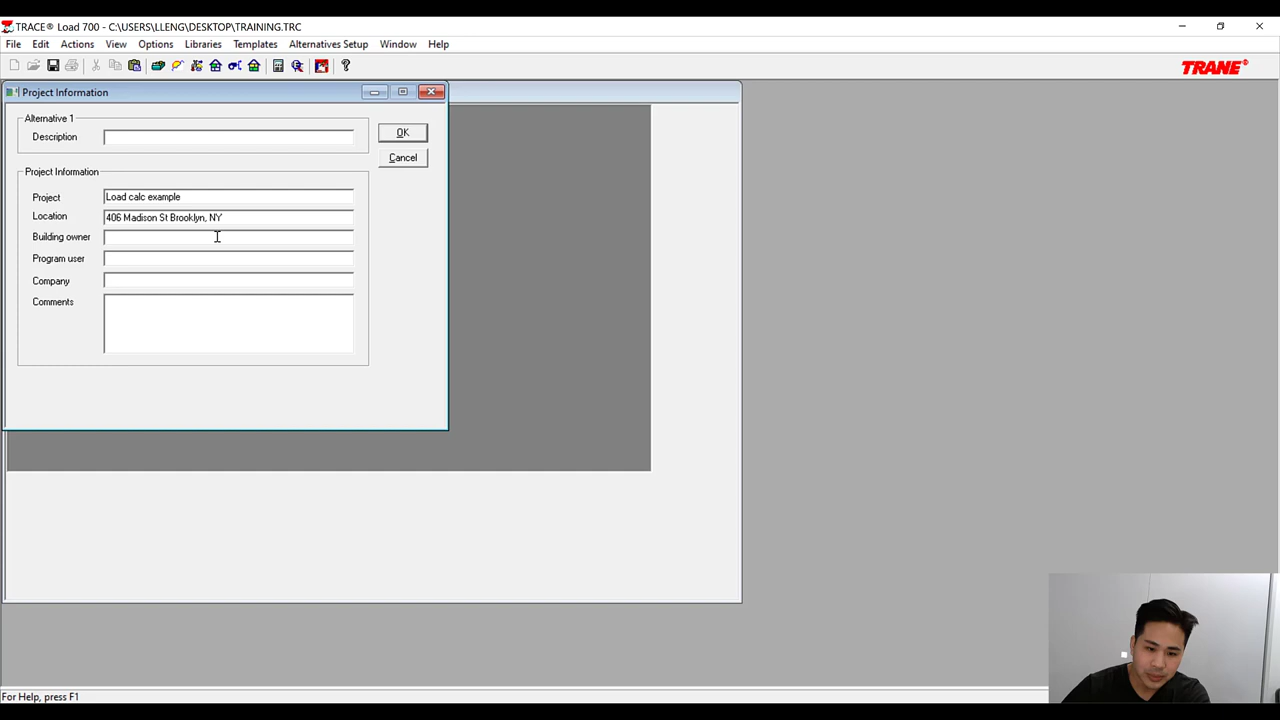 TRACE® Load 700 - C:\USERS\LLENG\DESKTOP\TRAINING.TRC
File Edit Actions View Options Libraries Templates Alternatives Setup Window Help
TRANE®
Project Information
Alternative 1
Description
OK
Cancel
Project Information
Project Load calc example
Location 406 Madison St Brooklyn, NY
Building owner
Program user
Company
Comments
For Help, press F1